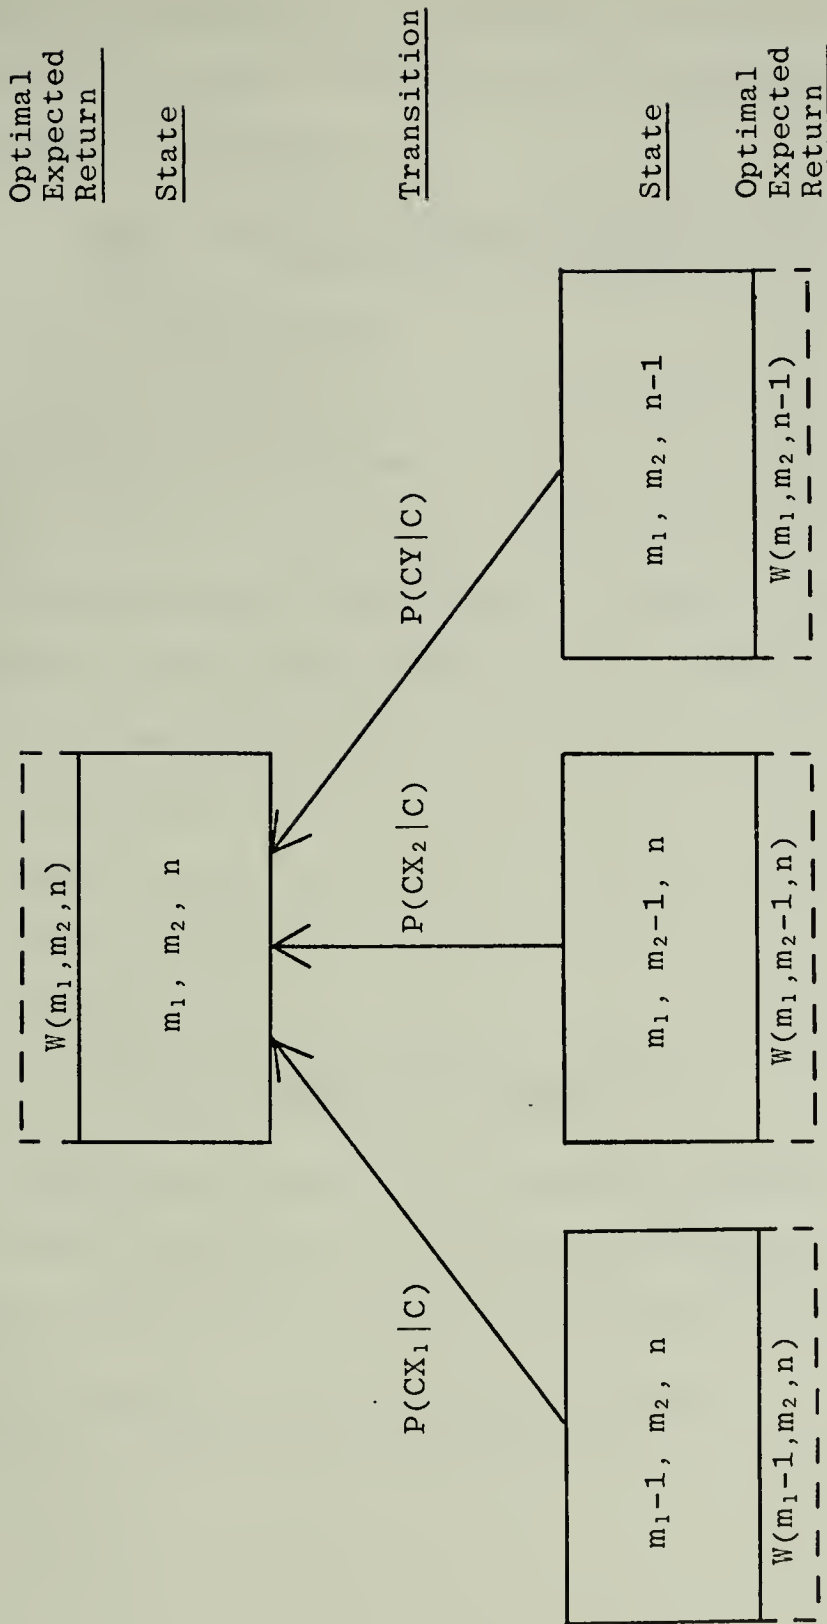 Optimal
Expected
Return
W(m₁,m₂,n)
State
m₁, m₂, n
Transition
P(CX₁|C)
P(CX₂|C)
P(CY|C)
State
m₁-1, m₂, n
m₁, m₂-1, n
m₁, m₂, n-1
Optimal
Expected
Return
W(m₁-1,m₂,n)
W(m₁,m₂-1,n)
W(m₁,m₂,n-1)